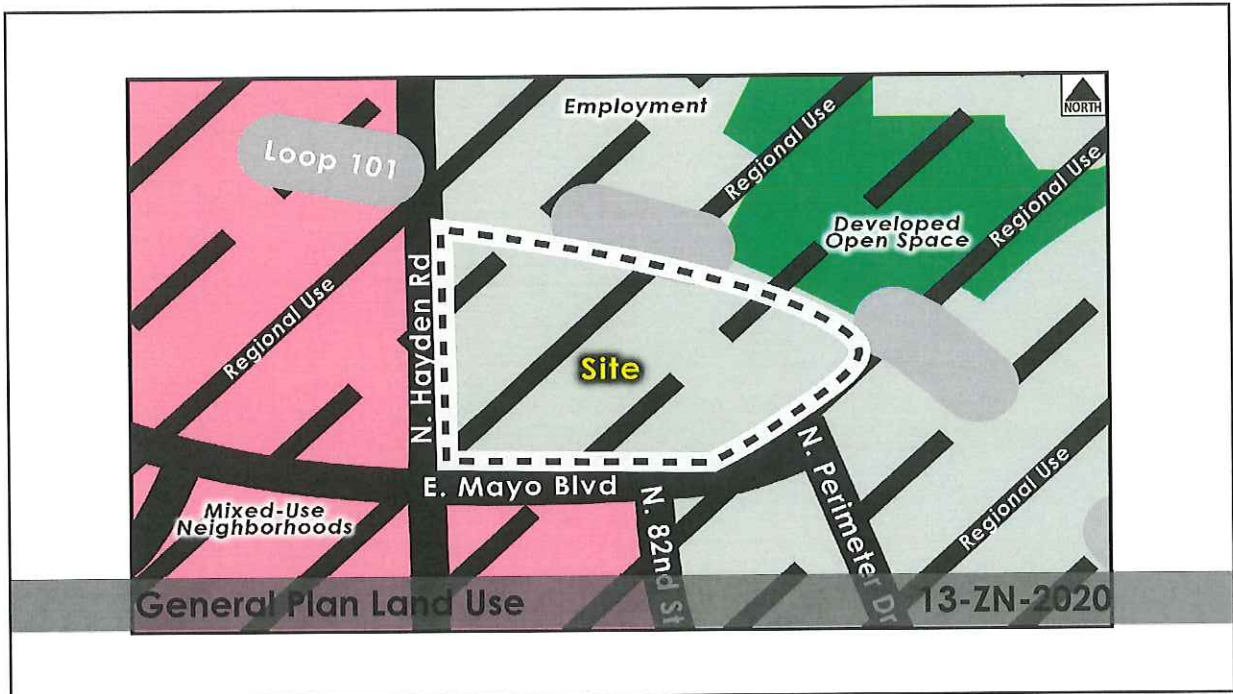 Employment
NORTH
Loop 101
Regional Use
Regional Use
Developed
Open Space
Regional Use
N. Hayden Rd
Site
E. Mayo Blvd
N. 82nd St
N. Perimeter Dr
Regional Use
Mixed-Use
Neighborhoods
General Plan Land Use
13-ZN-2020